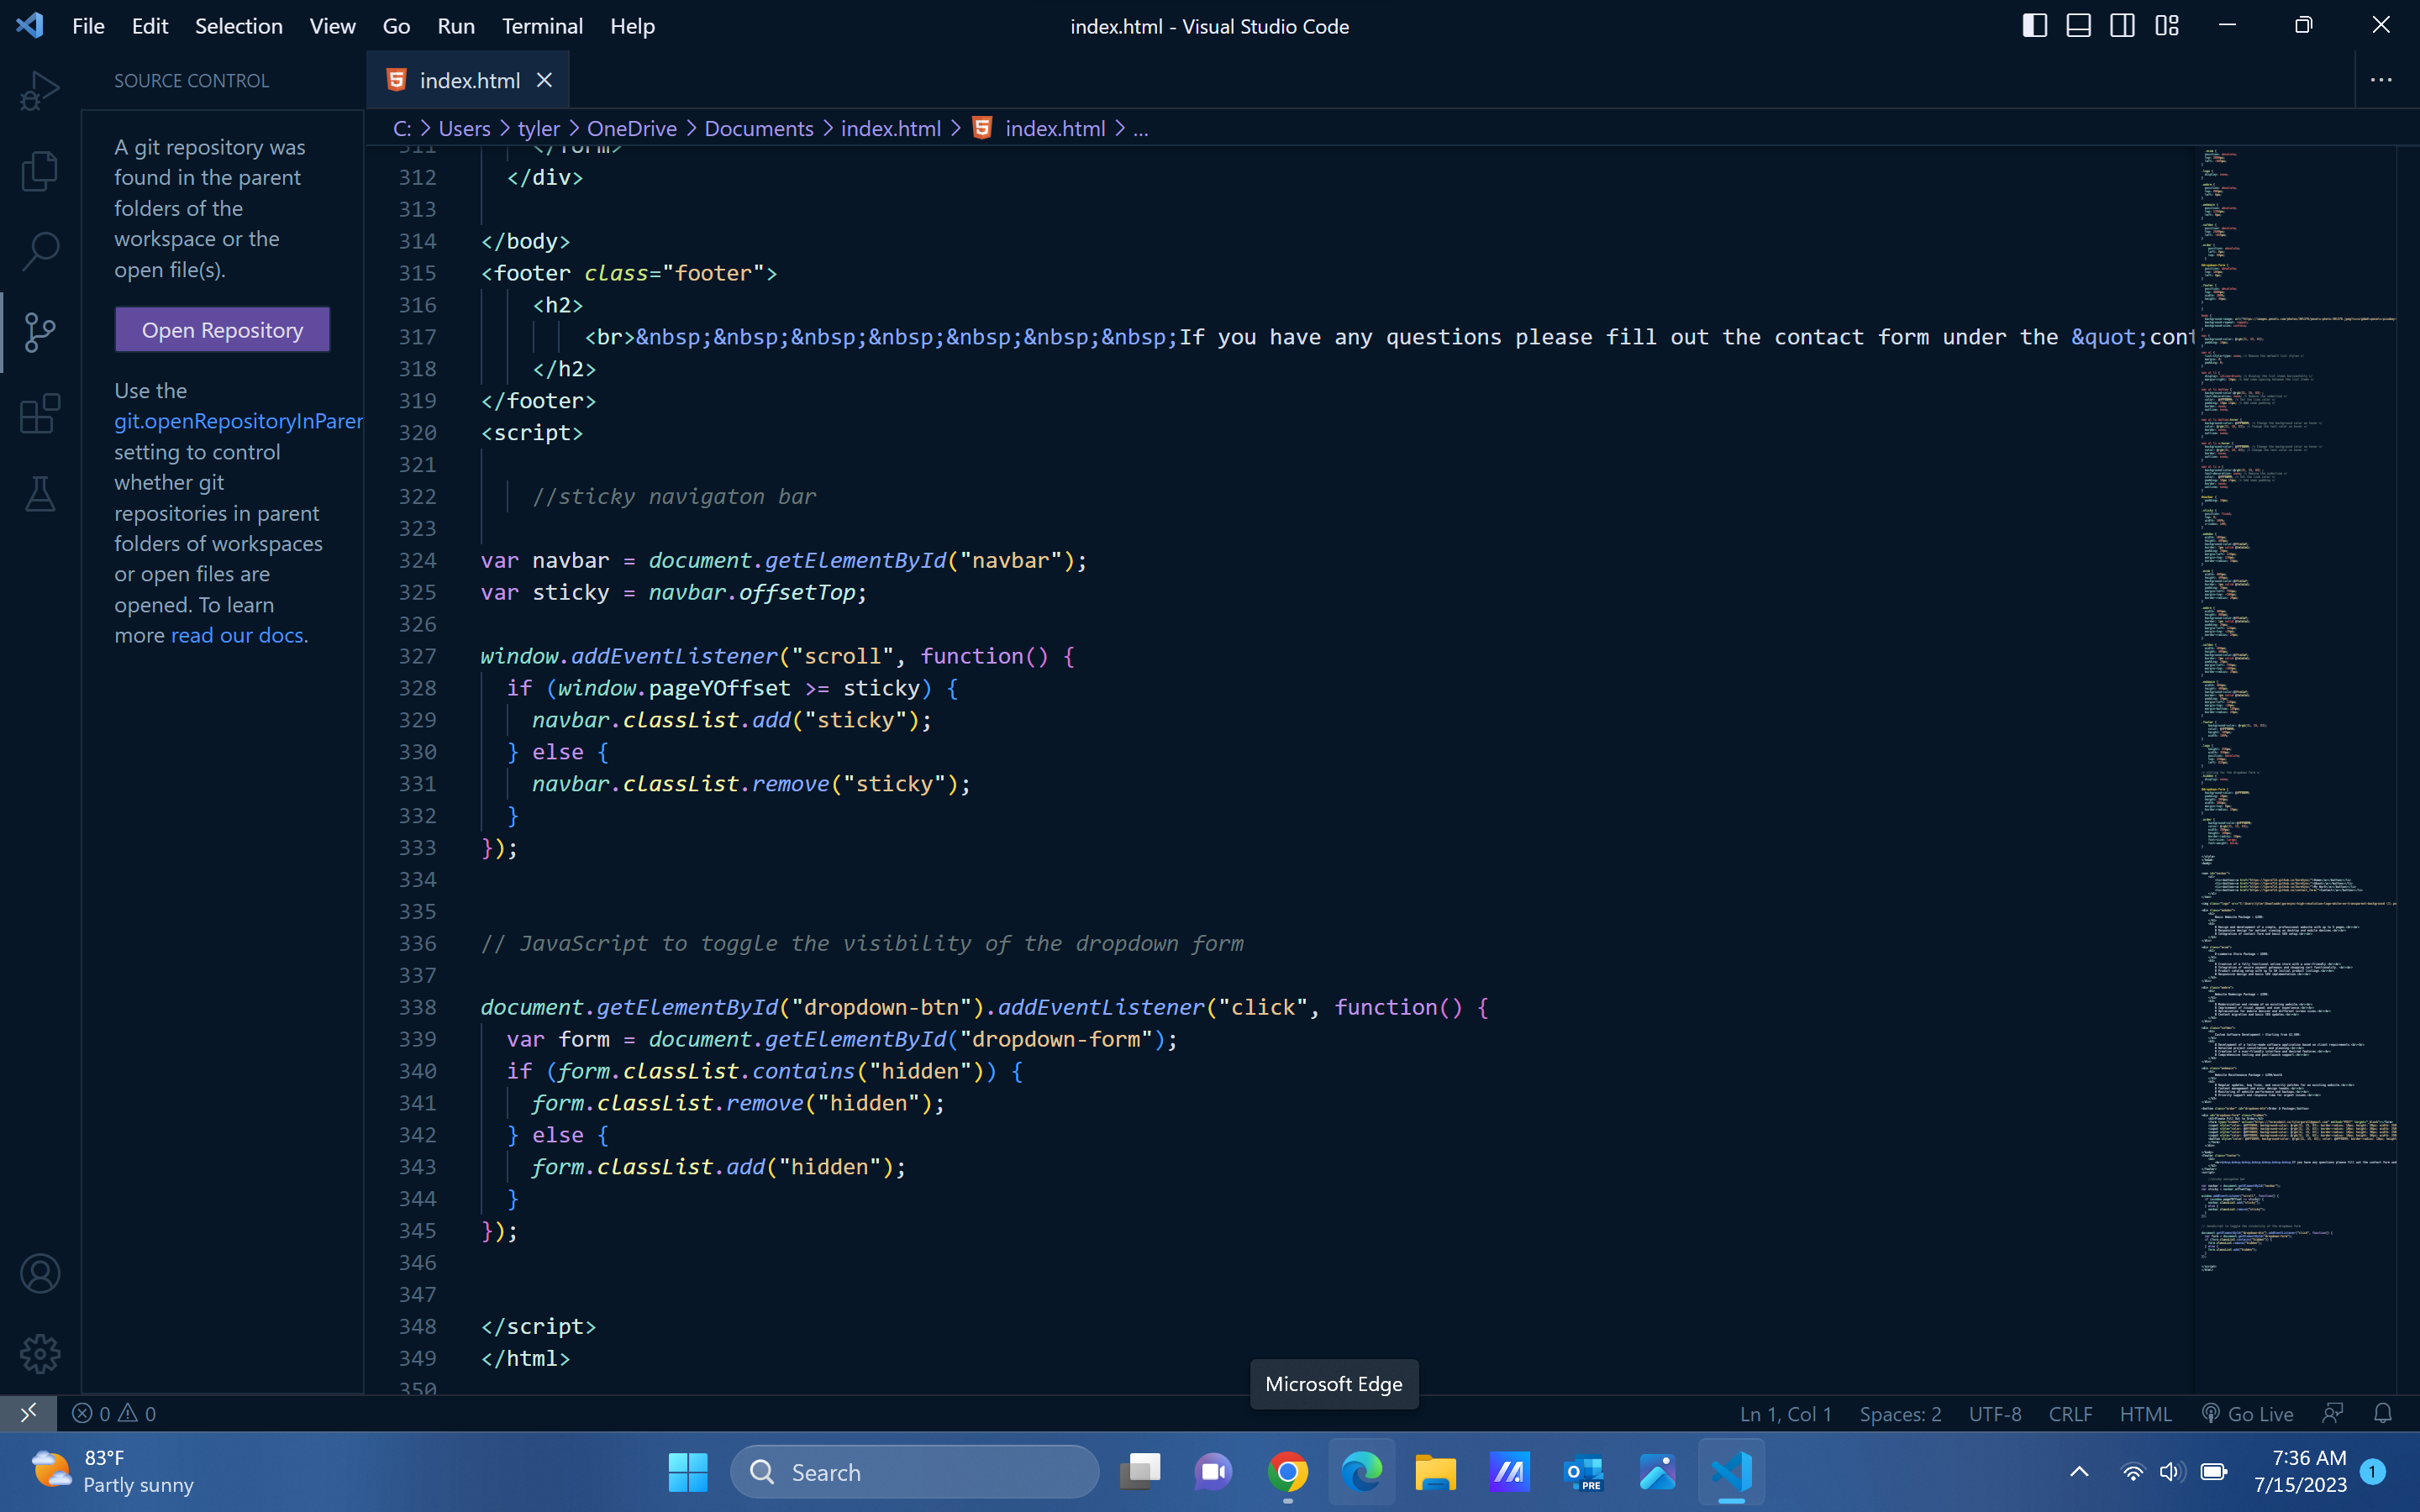 File Edit Selection View Go Run Terminal Help
index.html - Visual Studio Code
SOURCE CONTROL
A git repository was
found in the parent
folders of the
workspace or the
open file(s).
Open Repository
Use the
git.openRepositoryInParen
setting to control
whether git
repositories in parent
folders of workspaces
or open files are
opened. To learn
more read our docs.
index.html
C: > Users > tyler > OneDrive > Documents > index.html > index.html > ...
311 </form>
312 </div>
313
314 </body>
315 <footer class="footer">
316 <h2>
317 <br>&nbsp;&nbsp;&nbsp;&nbsp;&nbsp;&nbsp;&nbsp;If you have any questions please fill out the contact form under the &quot;cont
318 </h2>
319 </footer>
320 <script>
321
322 //sticky navigaton bar
323
324 var navbar = document.getElementById("navbar");
325 var sticky = navbar.offsetTop;
326
327 window.addEventListener("scroll", function() {
328 if (window.pageYOffset >= sticky) {
329 navbar.classList.add("sticky");
330 } else {
331 navbar.classList.remove("sticky");
332 }
333 });
334
335
336 // JavaScript to toggle the visibility of the dropdown form
337
338 document.getElementById("dropdown-btn").addEventListener("click", function() {
339 var form = document.getElementById("dropdown-form");
340 if (form.classList.contains("hidden")) {
341 form.classList.remove("hidden");
342 } else {
343 form.classList.add("hidden");
344 }
345 });
346
347
348 </script>
349 </html>
350
Microsoft Edge
0 0
Ln 1, Col 1 Spaces: 2 UTF-8 CRLF HTML Go Live
83°F
Partly sunny
Search
PRE
7:36 AM
7/15/2023
1